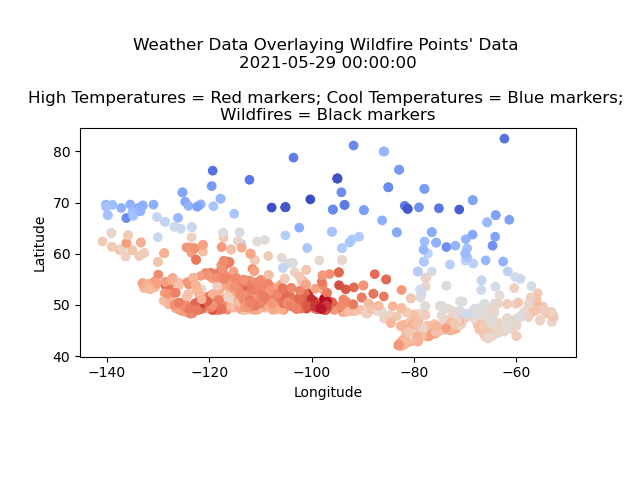 Weather Data Overlaying Wildfire Points' Data
2021-05-29 00:00:00
High Temperatures = Red markers; Cool Temperatures = Blue markers;
Wildfires = Black markers
80
70
60
50
40
Latitude
−140 −120 −100 −80 −60
Longitude